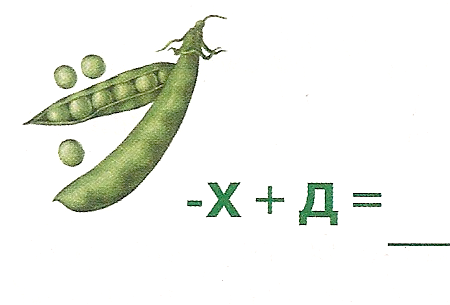 -Х + Д = __